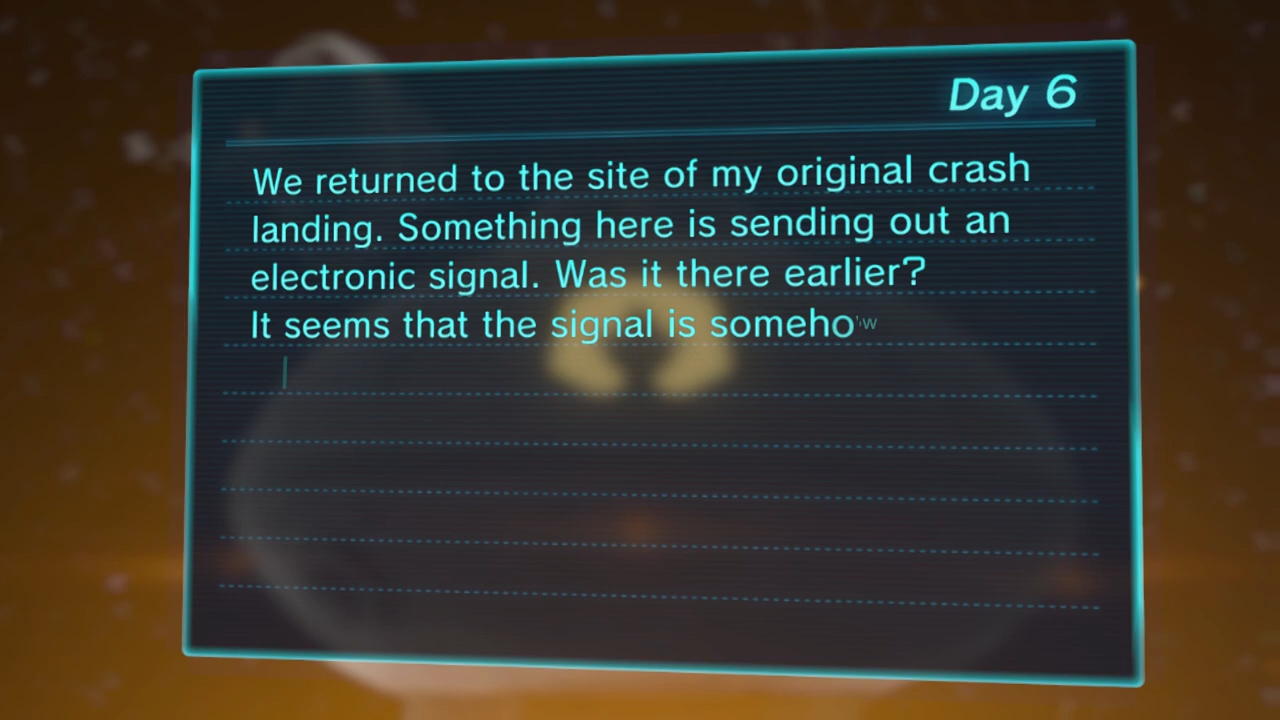 Day 6
We returned to the site of my original crash
landing. Something here is sending out an
electronic signal. Was it there earlier?
It seems that the signal is somehow